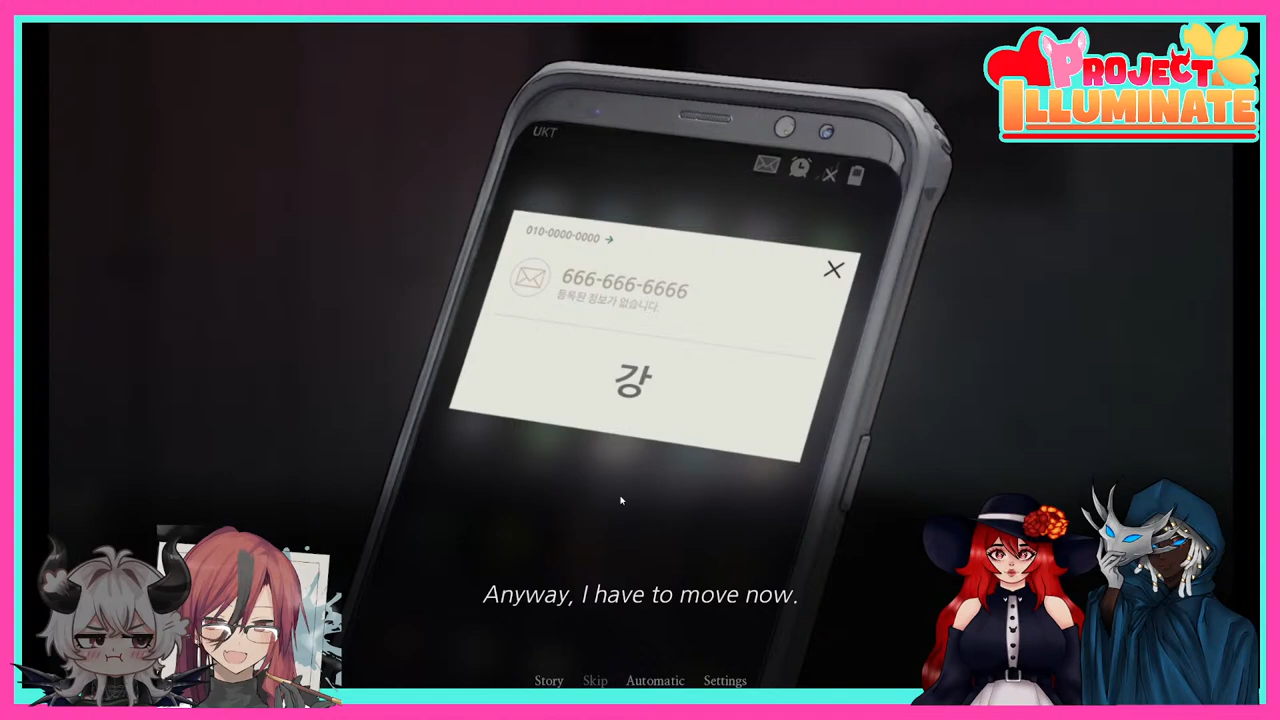 PROJECT
ILLUMINATE
UKT
010-0000-0000
666-666-6666
등록된 정보가 없습니다.
강
Anyway, I have to move now.
Story Skip Automatic Settings